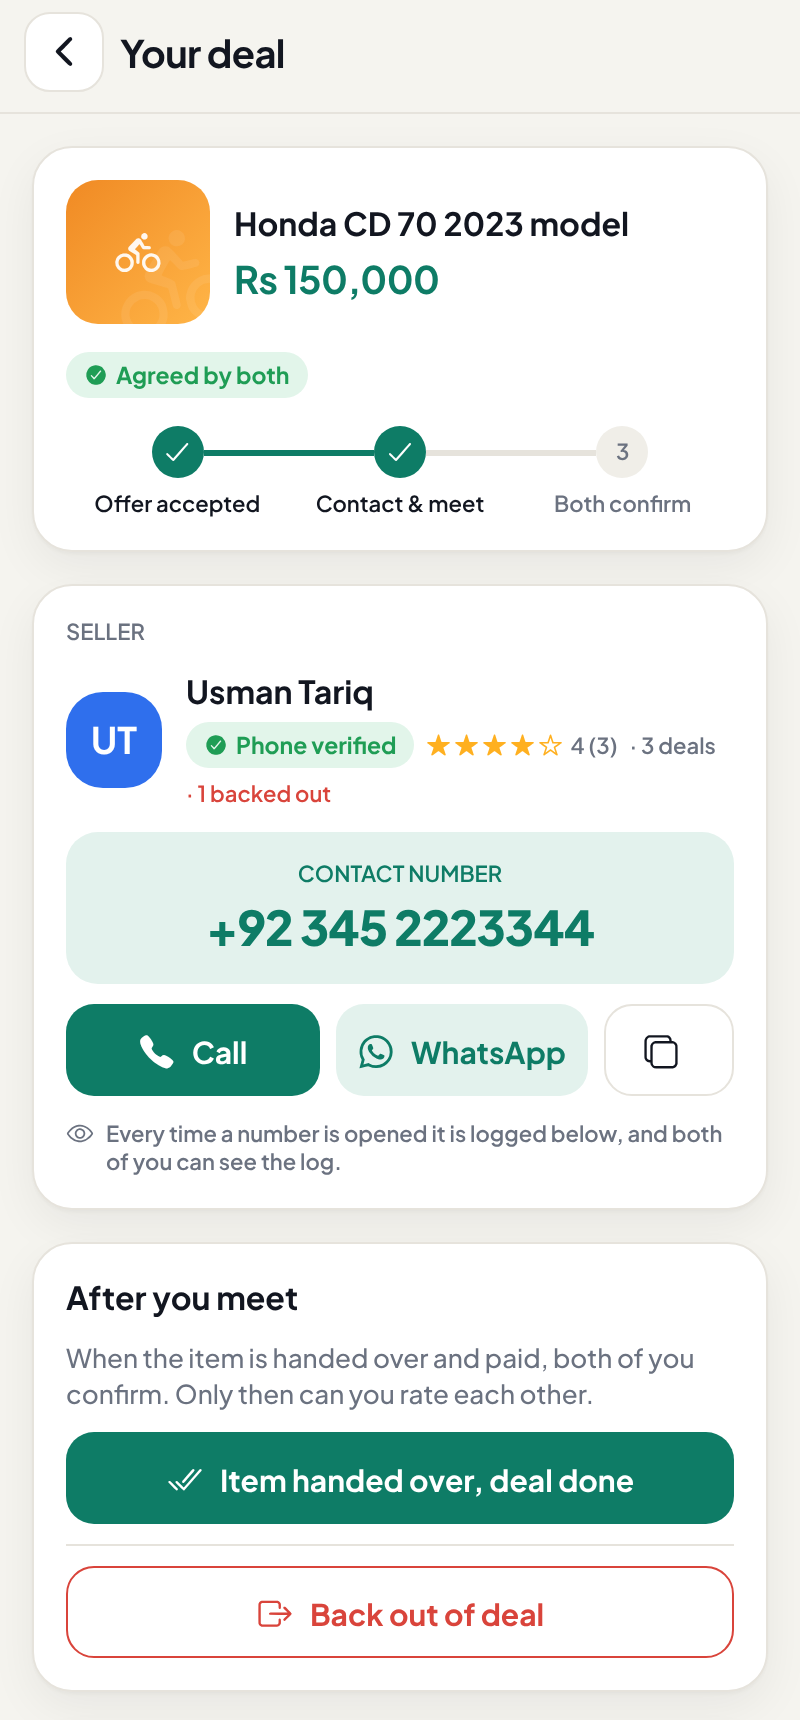 Your deal
Honda CD 70 2023 model
Rs 150,000
Agreed by both
3
Offer accepted
Contact & meet
Both confirm
SELLER
UT
Usman Tariq
Phone verified
4 (3)
· 3 deals
· 1 backed out
CONTACT NUMBER
+92 345 2223344
Call
WhatsApp
Every time a number is opened it is logged below, and both
of you can see the log.
After you meet
When the item is handed over and paid, both of you
confirm. Only then can you rate each other.
Item handed over, deal done
Back out of deal